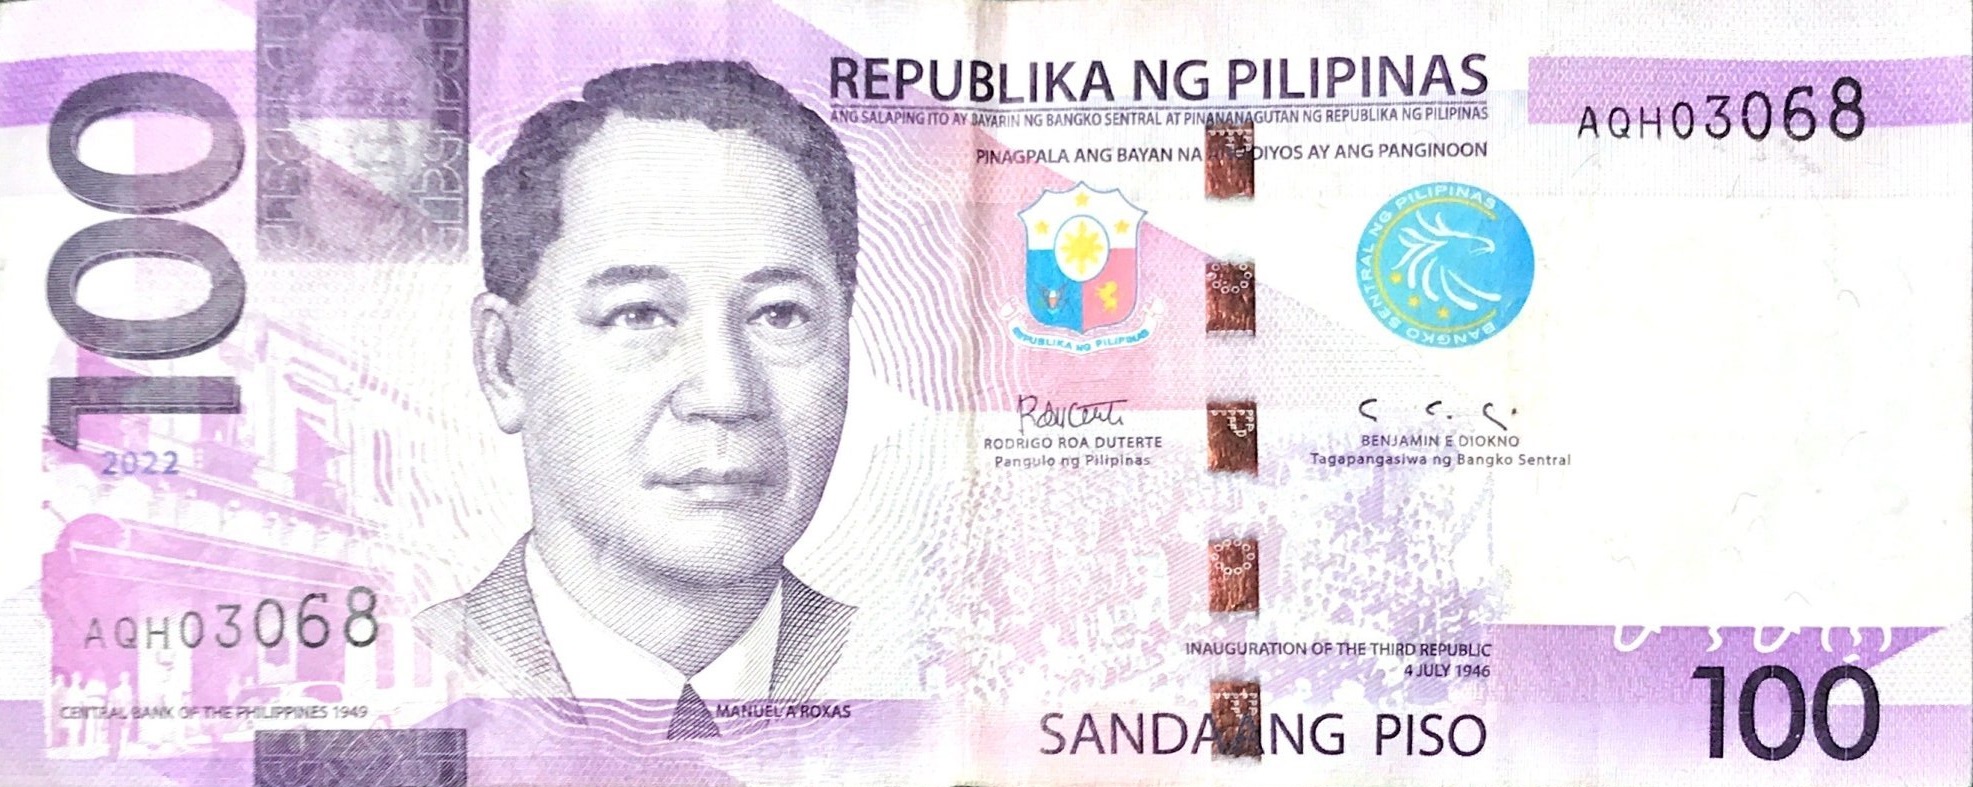 100
REPUBLIKA NG PILIPINAS
ANG SALAPING ITO AY BAYARIN NG BANGKO SENTRAL AT PINANANAGUTAN NG REPUBLIKA NG PILIPINAS
PINAGPALA ANG BAYAN NA ANG DIYOS AY ANG PANGINOON
AQH03068
REPUBLIKA NG PILIPINAS
BANGKO SENTRAL NG PILIPINAS
RODRIGO ROA DUTERTE
Pangulo ng Pilipinas
BENJAMIN E DIOKNO
Tagapangasiwa ng Bangko Sentral
2022
AQH03068
CENTRAL BANK OF THE PHILIPPINES 1949
MANUEL A ROXAS
INAUGURATION OF THE THIRD REPUBLIC
4 JULY 1946
SANDAANG PISO
100